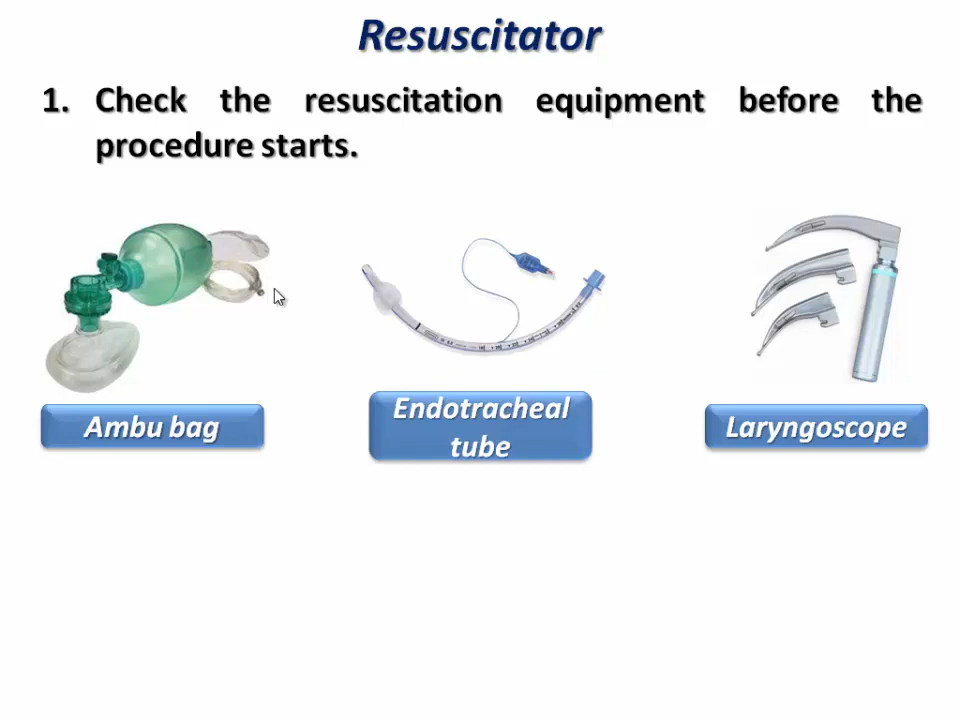 Resuscitator
1. Check the resuscitation equipment before the
procedure starts.
Ambu bag
Endotracheal
tube
Laryngoscope